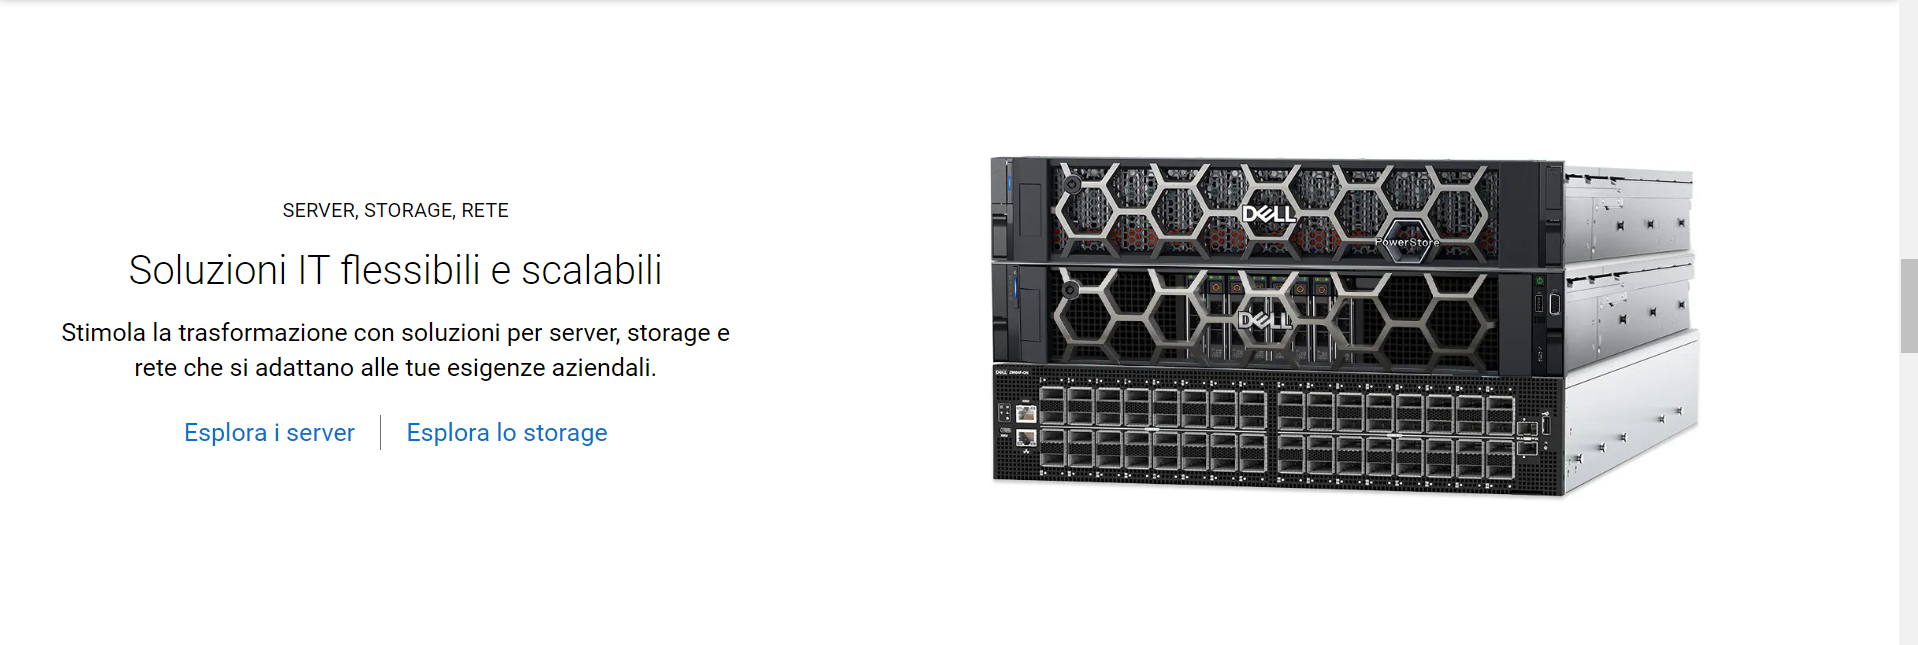 SERVER, STORAGE, RETE
Soluzioni IT flessibili e scalabili
Stimola la trasformazione con soluzioni per server, storage e
rete che si adattano alle tue esigenze aziendali.
Esplora i server
Esplora lo storage
DELL
PowerStore
DELL
DELL